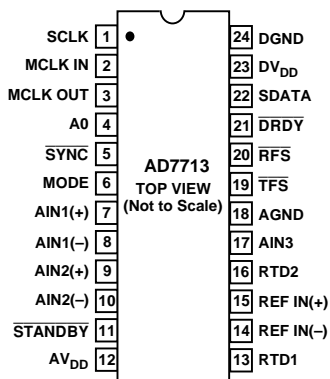 SCLK 1 24 DGND
MCLK IN 2 23 DVDD
MCLK OUT 3 22 SDATA
A0 4 21 DRDY
SYNC 5 20 RFS
MODE 6 19 TFS
AIN1(+) 7 18 AGND
AIN1(–) 8 17 AIN3
AIN2(+) 9 16 RTD2
AIN2(–) 10 15 REF IN(+)
STANDBY 11 14 REF IN(–)
AVDD 12 13 RTD1
AD7713
TOP VIEW
(Not to Scale)